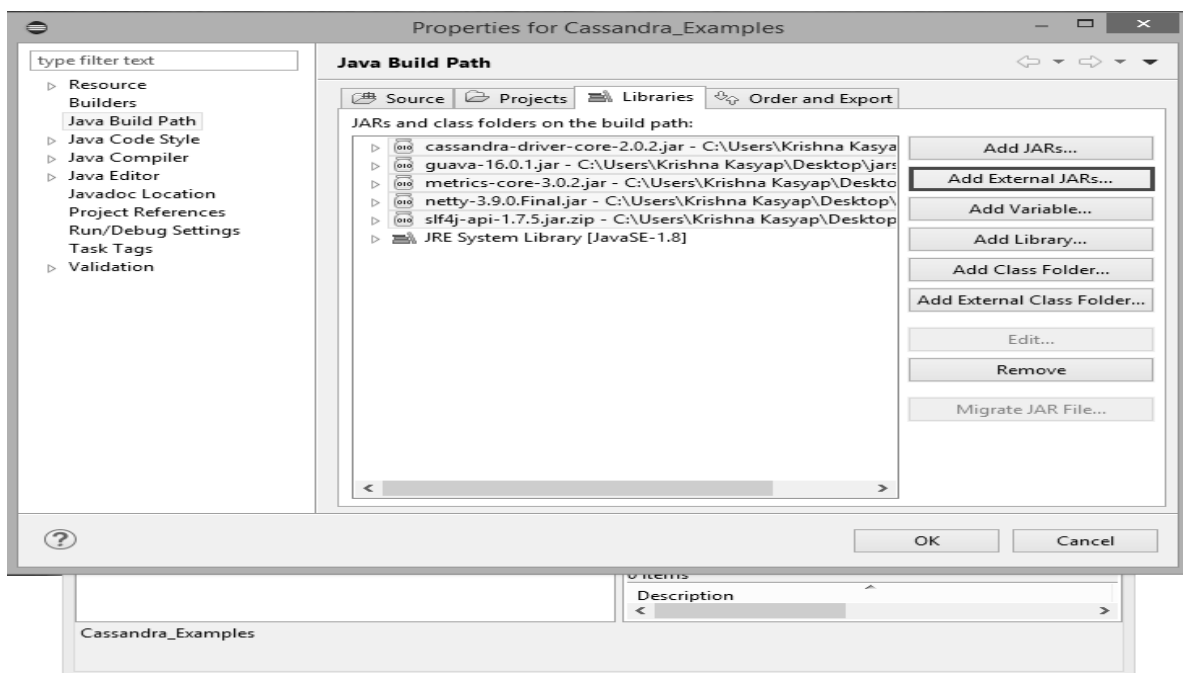 Properties for Cassandra_Examples
type filter text
Resource
Builders
Java Build Path
Java Code Style
Java Compiler
Java Editor
Javadoc Location
Project References
Run/Debug Settings
Task Tags
Validation
Java Build Path
Source
Projects
Libraries
Order and Export
JARs and class folders on the build path:
cassandra-driver-core-2.0.2.jar - C:\Users\Krishna Kasya
guava-16.0.1.jar - C:\Users\Krishna Kasyap\Desktop\jars
metrics-core-3.0.2.jar - C:\Users\Krishna Kasyap\Deskto
netty-3.9.0.Final.jar - C:\Users\Krishna Kasyap\Desktop\
slf4j-api-1.7.5.jar.zip - C:\Users\Krishna Kasyap\Desktop
JRE System Library [JavaSE-1.8]
Add JARs...
Add External JARs...
Add Variable...
Add Library...
Add Class Folder...
Add External Class Folder...
Edit...
Remove
Migrate JAR File...
OK
Cancel
0 items
Description
Cassandra_Examples